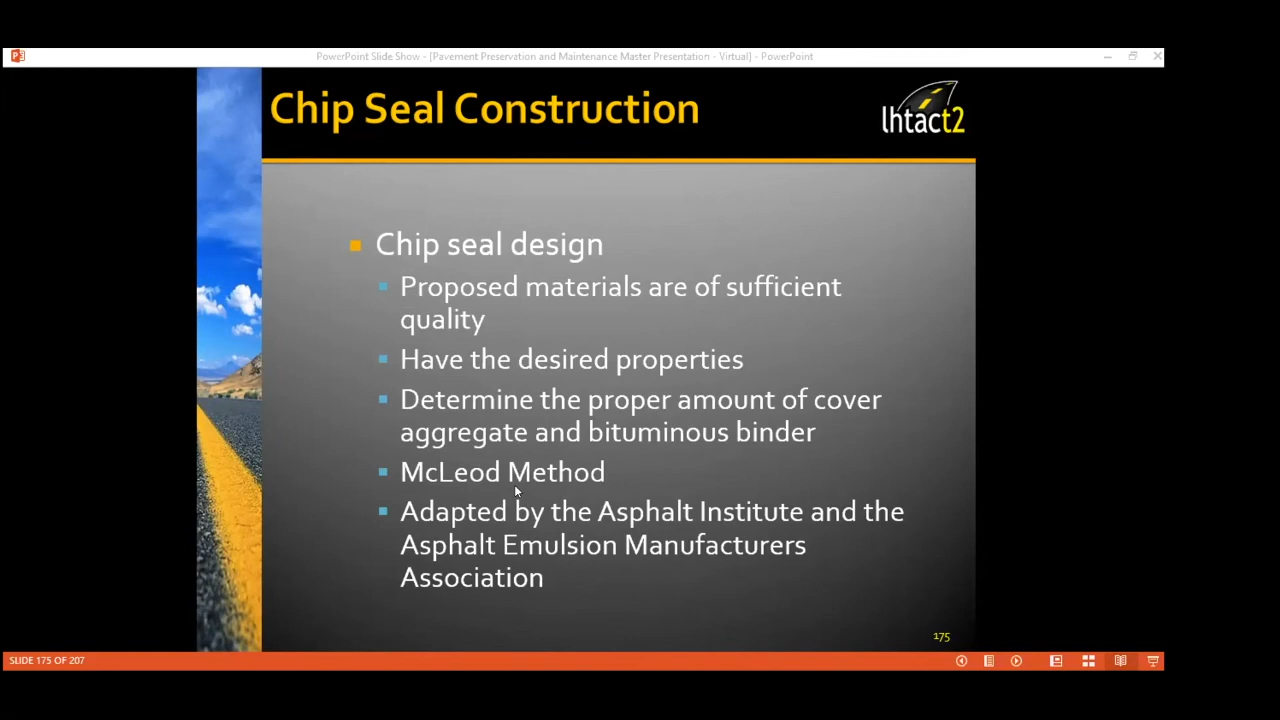 PowerPoint Slide Show - [Pavement Preservation and Maintenance Master Presentation - Virtual] - PowerPoint
Chip Seal Construction
lhtact2
Chip seal design
Proposed materials are of sufficient
quality
Have the desired properties
Determine the proper amount of cover
aggregate and bituminous binder
McLeod Method
Adapted by the Asphalt Institute and the
Asphalt Emulsion Manufacturers
Association
175
SLIDE 175 OF 207